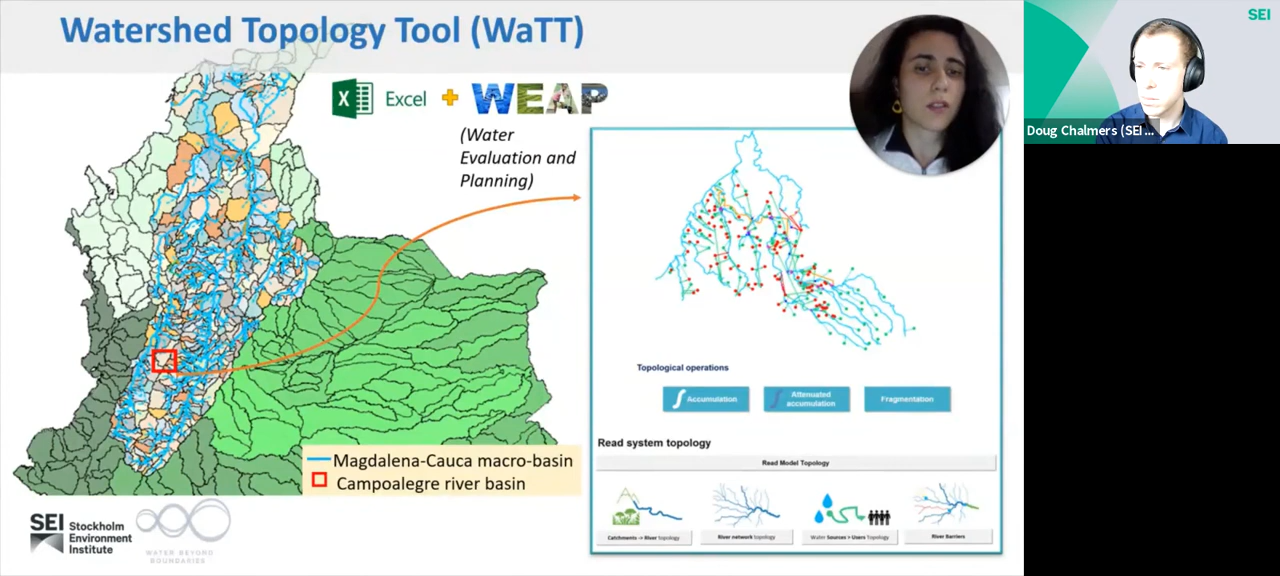 Watershed Topology Tool (WaTT)
Excel + WEAP
(Water
Evaluation and
Planning)
Topological operations
Accumulation
Attenuated
accumulation
Fragmentation
Read system topology
Read Model Topology
Catchments -> River topology
River network topology
Water Sources > Users Topology
River Barriers
Magdalena-Cauca macro-basin
Campoalegre river basin
SEI Stockholm
Environment
Institute
WATER BEYOND
BOUNDARIES
SEI
Doug Chalmers (SEI ...